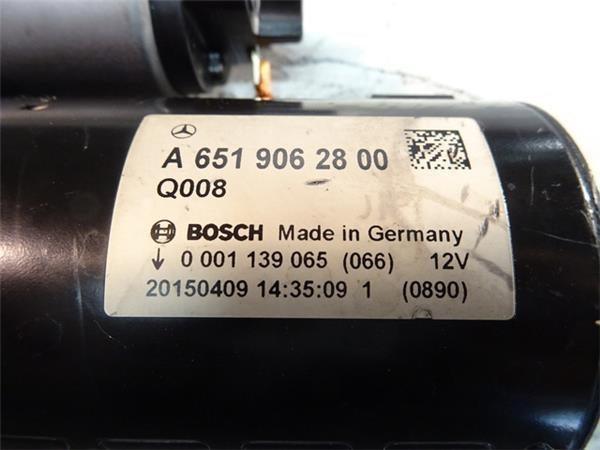 A 651 906 28 00
Q008
BOSCH Made in Germany
0 001 139 065 (066) 12V
20150409 14:35:09 1 (0890)